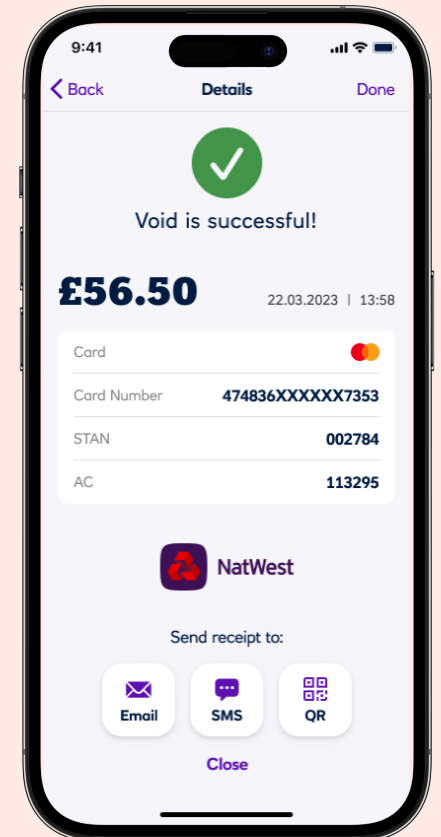 9:41
Back Details Done
Void is successful!
£56.50 22.03.2023 | 13:58
Card
Card Number 474836XXXXXX7353
STAN 002784
AC 113295
NatWest
Send receipt to:
Email SMS QR
Close